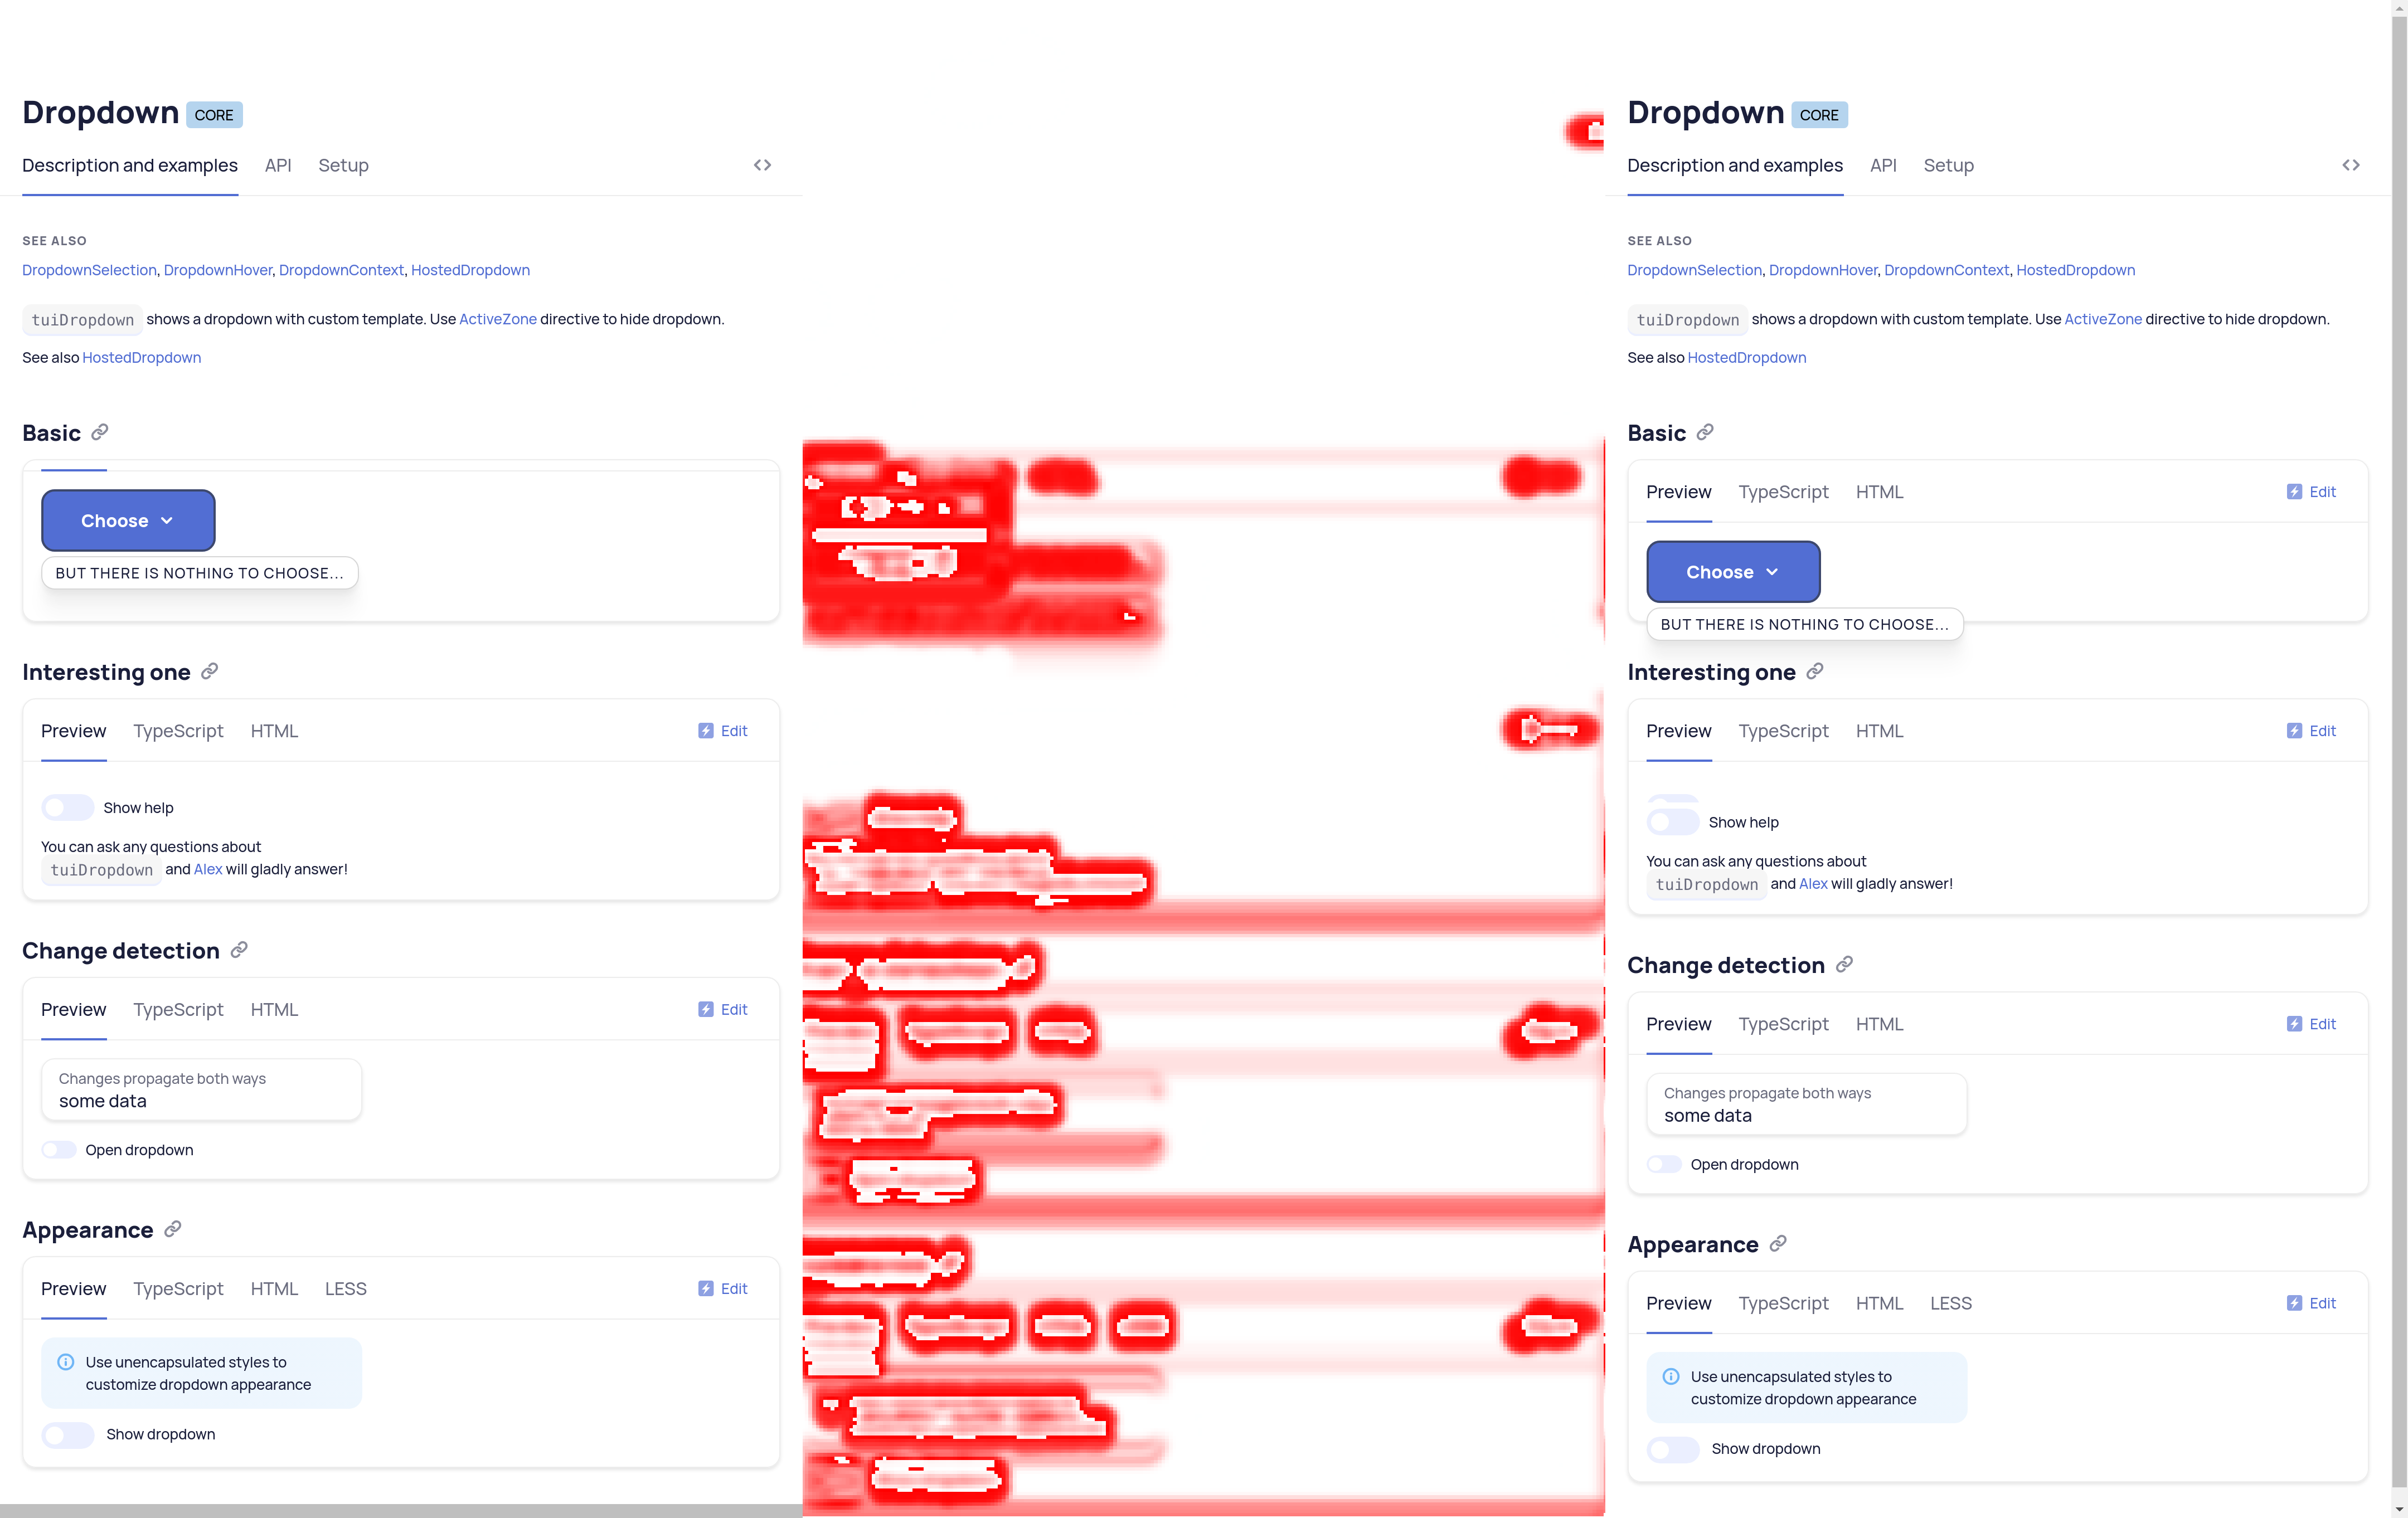 Dropdown CORE
Description and examples API Setup
SEE ALSO
DropdownSelection, DropdownHover, DropdownContext, HostedDropdown
tuiDropdown shows a dropdown with custom template. Use ActiveZone directive to hide dropdown.
See also HostedDropdown
Basic
Choose
BUT THERE IS NOTHING TO CHOOSE...
Interesting one
Preview TypeScript HTML Edit
Show help
You can ask any questions about
tuiDropdown and Alex will gladly answer!
Change detection
Preview TypeScript HTML Edit
Changes propagate both ways
some data
Open dropdown
Appearance
Preview TypeScript HTML LESS Edit
Use unencapsulated styles to
customize dropdown appearance
Show dropdown
Dropdown CORE
Description and examples API Setup
SEE ALSO
DropdownSelection, DropdownHover, DropdownContext, HostedDropdown
tuiDropdown shows a dropdown with custom template. Use ActiveZone directive to hide dropdown.
See also HostedDropdown
Basic
Preview TypeScript HTML Edit
Choose
BUT THERE IS NOTHING TO CHOOSE...
Interesting one
Preview TypeScript HTML Edit
Show help
You can ask any questions about
tuiDropdown and Alex will gladly answer!
Change detection
Preview TypeScript HTML Edit
Changes propagate both ways
some data
Open dropdown
Appearance
Preview TypeScript HTML LESS Edit
Use unencapsulated styles to
customize dropdown appearance
Show dropdown